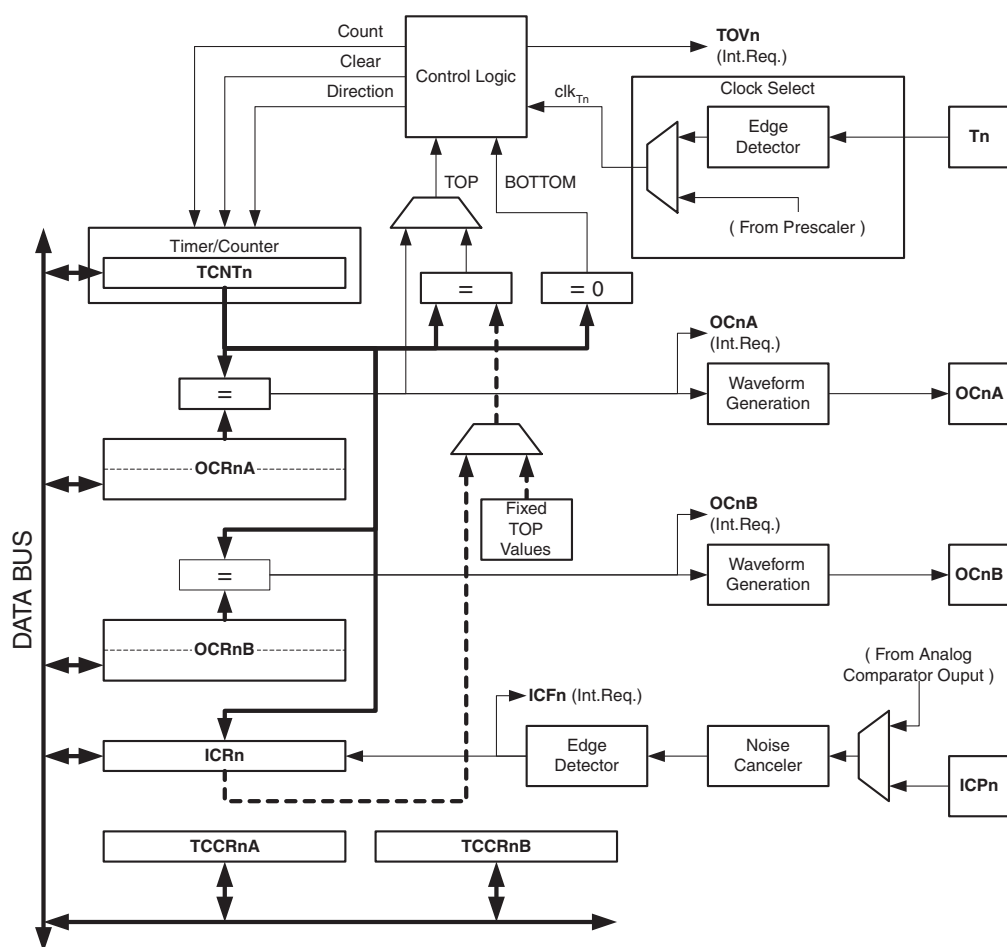 Count
Clear
Direction
Control Logic
TOVn
(Int.Req.)
clkTn
Clock Select
Edge
Detector
Tn
( From Prescaler )
TOP
BOTTOM
Timer/Counter
TCNTn
=
= 0
OCnA
(Int.Req.)
=
Waveform
Generation
OCnA
OCRnA
Fixed
TOP
Values
OCnB
(Int.Req.)
=
Waveform
Generation
OCnB
OCRnB
DATA BUS
( From Analog
Comparator Ouput )
ICFn (Int.Req.)
ICRn
Edge
Detector
Noise
Canceler
ICPn
TCCRnA
TCCRnB